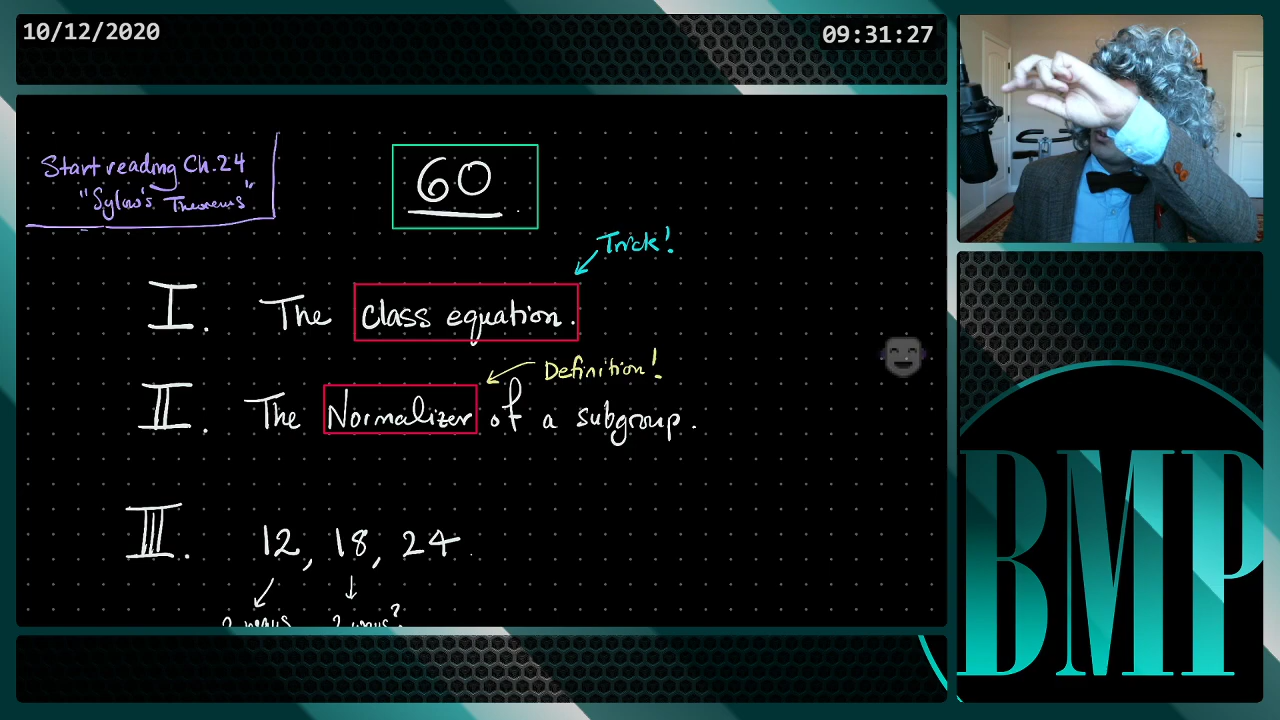 10/12/2020
09:31:27
Start reading Ch. 24
"Sylow's Theorems"
60
Trick!
I. The class equation.
Definition!
II. The Normalizer of a subgroup.
III. 12, 18, 24
BMP